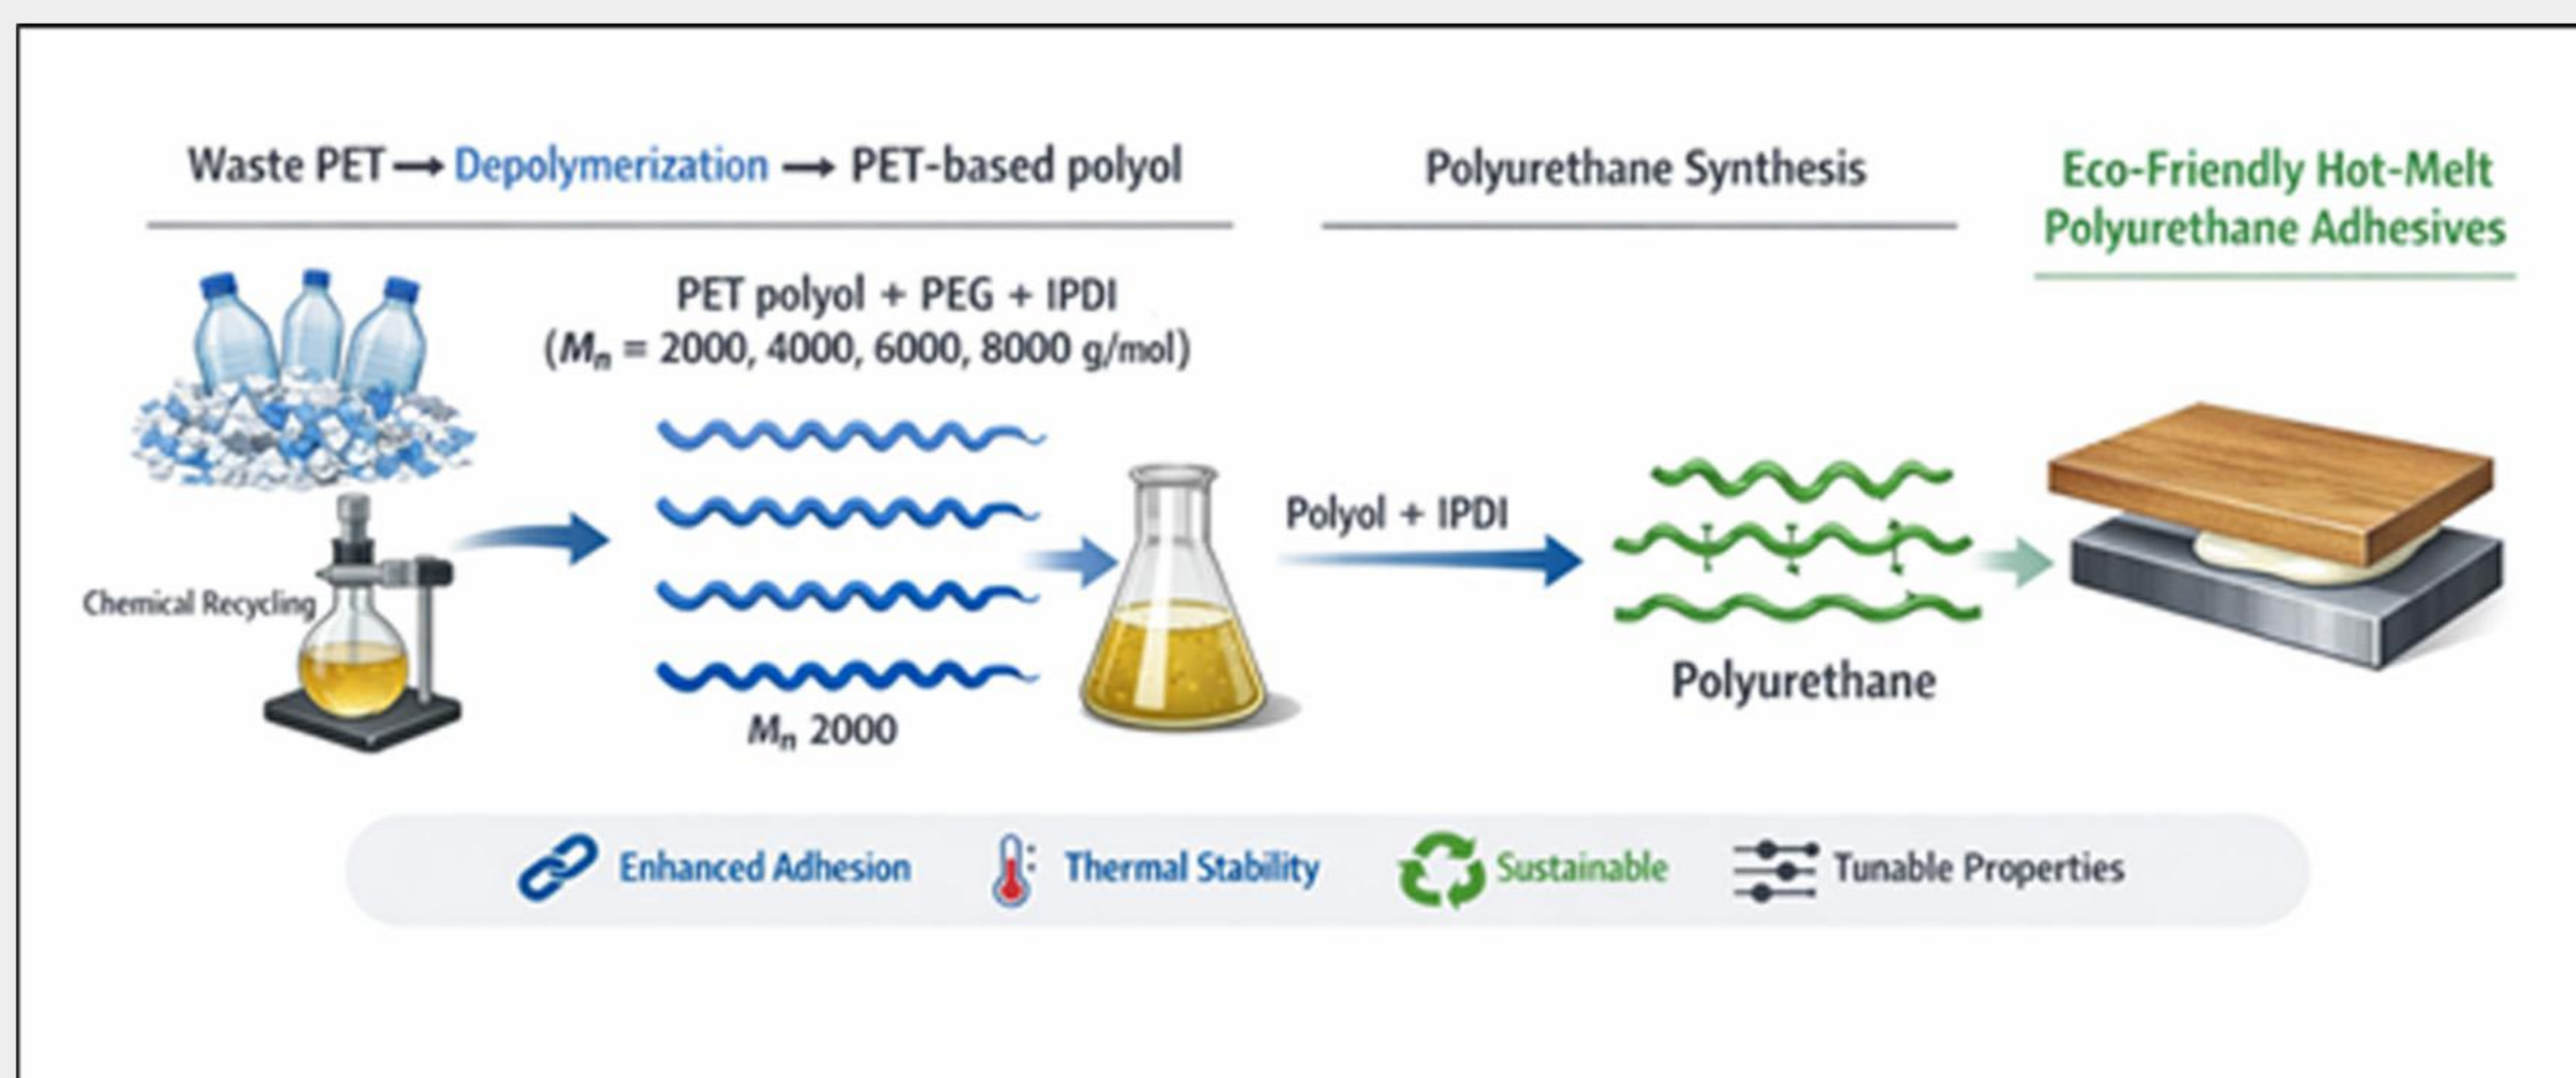 Waste PET → Depolymerization → PET-based polyol
Polyurethane Synthesis
Eco-Friendly Hot-Melt
Polyurethane Adhesives
PET polyol + PEG + IPDI
(Mn = 2000, 4000, 6000, 8000 g/mol)
Chemical Recycling
Mn 2000
Polyol + IPDI
Polyurethane
Enhanced Adhesion
Thermal Stability
Sustainable
Tunable Properties